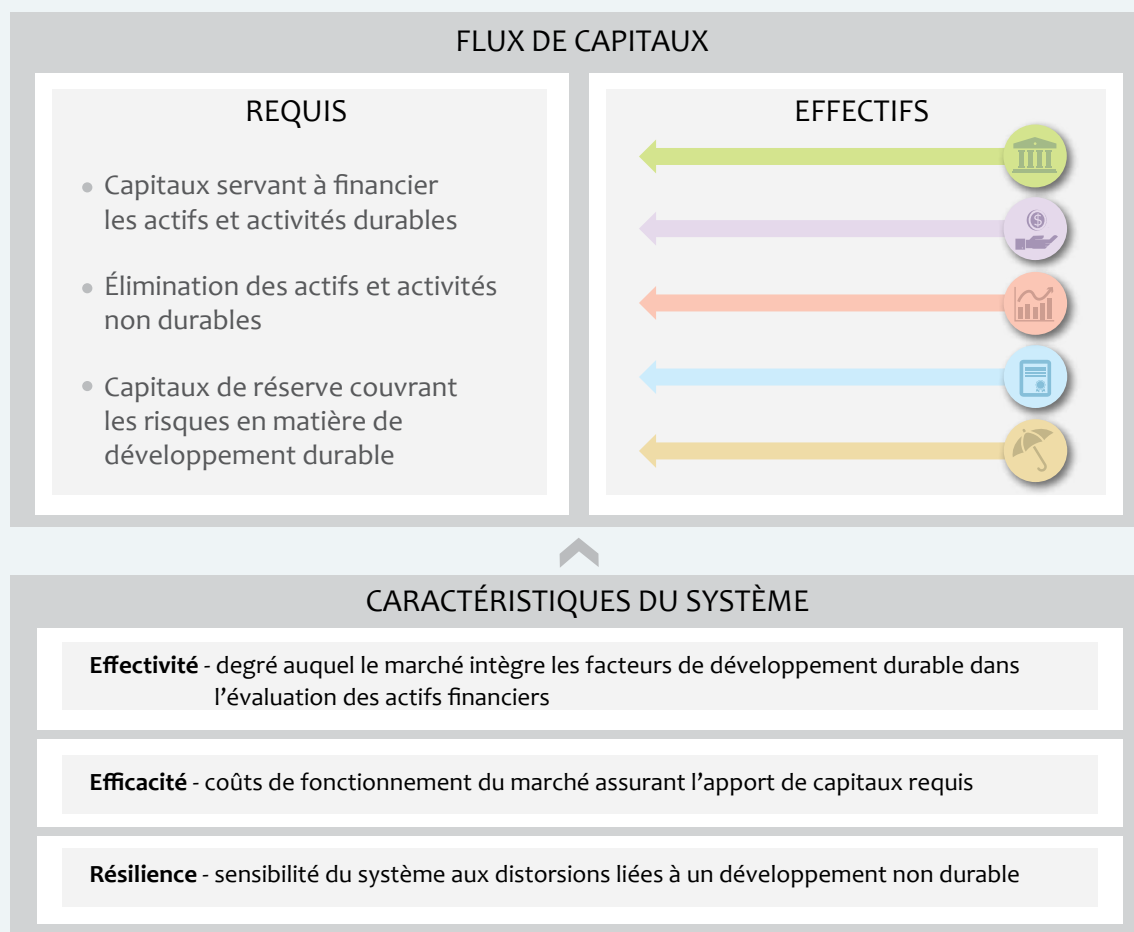 FLUX DE CAPITAUX
REQUIS
• Capitaux servant à financier
les actifs et activités durables
• Élimination des actifs et activités
non durables
• Capitaux de réserve couvrant
les risques en matière de
développement durable
EFFECTIFS
$
CARACTÉRISTIQUES DU SYSTÈME
Effectivité - degré auquel le marché intègre les facteurs de développement durable dans
l’évaluation des actifs financiers
Efficacité - coûts de fonctionnement du marché assurant l’apport de capitaux requis
Résilience - sensibilité du système aux distorsions liées à un développement non durable